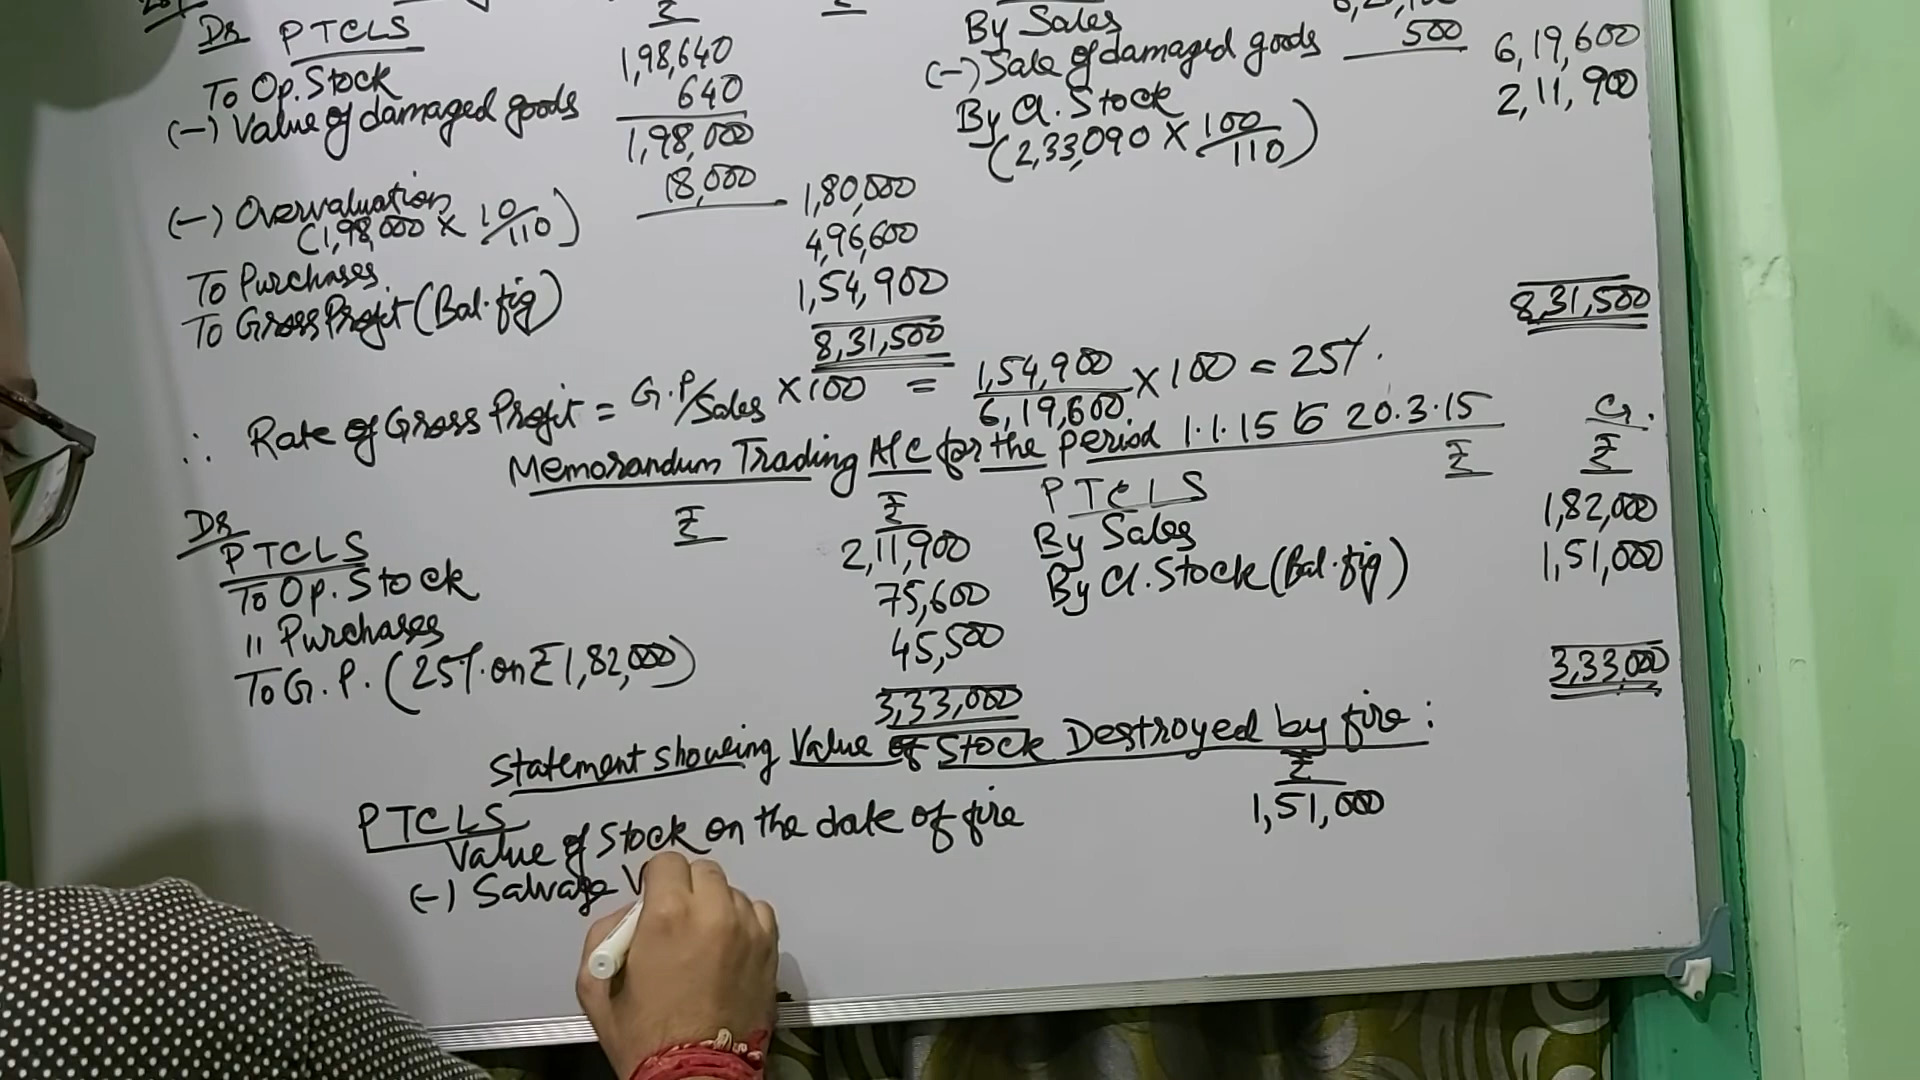 Dr PTCLS ₹
To Op. Stock 1,98,640
(-) Value of damaged goods 640
1,98,000
(-) Overvaluation 18,000 1,80,000
(1,98,000 X 10/110)
To Purchases 4,96,600
To Gross Profit (Bal. fig) 1,54,900
8,31,500
By Sales
(-) Sale of damaged goods 500 6,19,600
By Cl. Stock 2,11,900
(2,33,090 X 100/110)
8,31,500
∴ Rate of Gross Profit = G.P/Sales X 100 = 1,54,900/6,19,600 X 100 = 25%.
Memorandum Trading A/C for the period 1.1.15 to 20.3.15
Dr Cr.
PTCLS ₹ ₹ PTCLS ₹ ₹
To Op. Stock 2,11,900 By Sales 1,82,000
" Purchases 75,600 By Cl. Stock (Bal. fig) 1,51,000
To G. P. (25% on ₹ 1,82,000) 45,500
3,33,000 3,33,000
Statement showing Value of Stock Destroyed by fire :
PTCLS ₹
Value of Stock on the date of fire 1,51,000
(-) Salvage V